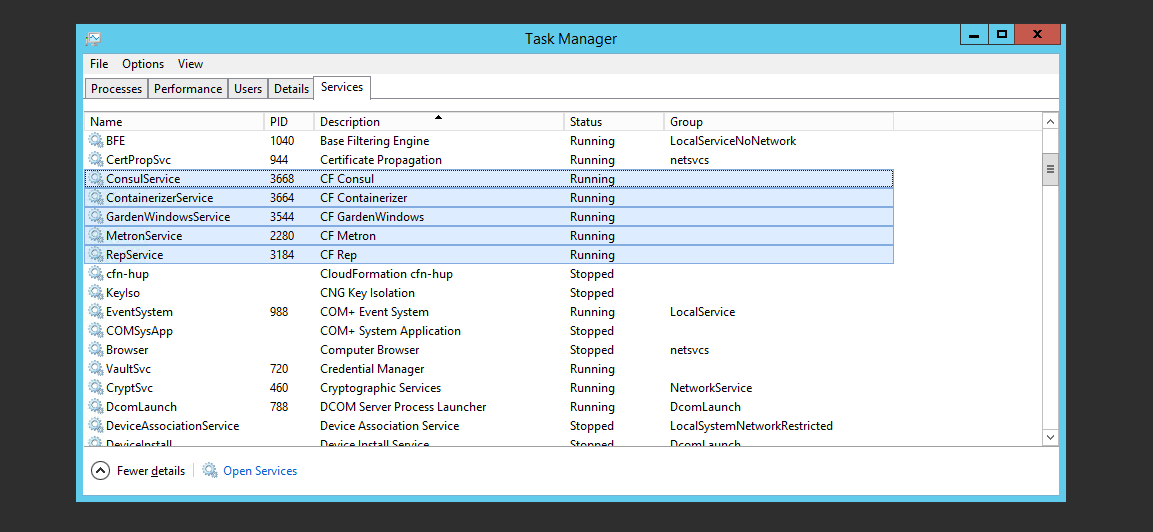 Task Manager
X
File Options View
Processes Performance Users Details Services
Name PID Description Status Group
BFE 1040 Base Filtering Engine Running LocalServiceNoNetwork
CertPropSvc 944 Certificate Propagation Running netsvcs
ConsulService 3668 CF Consul Running
ContainerizerService 3664 CF Containerizer Running
GardenWindowsService 3544 CF GardenWindows Running
MetronService 2280 CF Metron Running
RepService 3184 CF Rep Running
cfn-hup CloudFormation cfn-hup Stopped
KeyIso CNG Key Isolation Stopped
EventSystem 988 COM+ Event System Running LocalService
COMSysApp COM+ System Application Stopped
Browser Computer Browser Stopped netsvcs
VaultSvc 720 Credential Manager Running
CryptSvc 460 Cryptographic Services Running NetworkService
DcomLaunch 788 DCOM Server Process Launcher Running DcomLaunch
DeviceAssociationService Device Association Service Stopped LocalSystemNetworkRestricted
DeviceInstall Device Install Service Stopped DcomLaunch
Fewer details Open Services